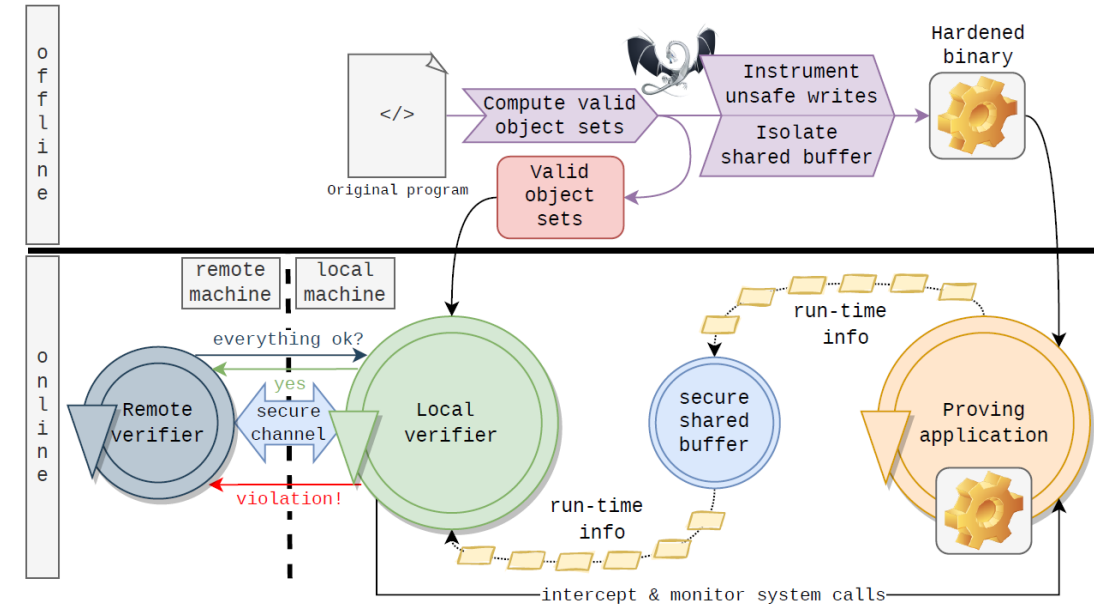 offline
</>
Original program
Compute valid
object sets
Instrument
unsafe writes
Isolate
shared buffer
Hardened
binary
Valid
object
sets
online
remote
machine
local
machine
everything ok?
yes
Remote
verifier
secure
channel
violation!
Local
verifier
run-time
info
secure
shared
buffer
run-time
info
Proving
application
intercept & monitor system calls